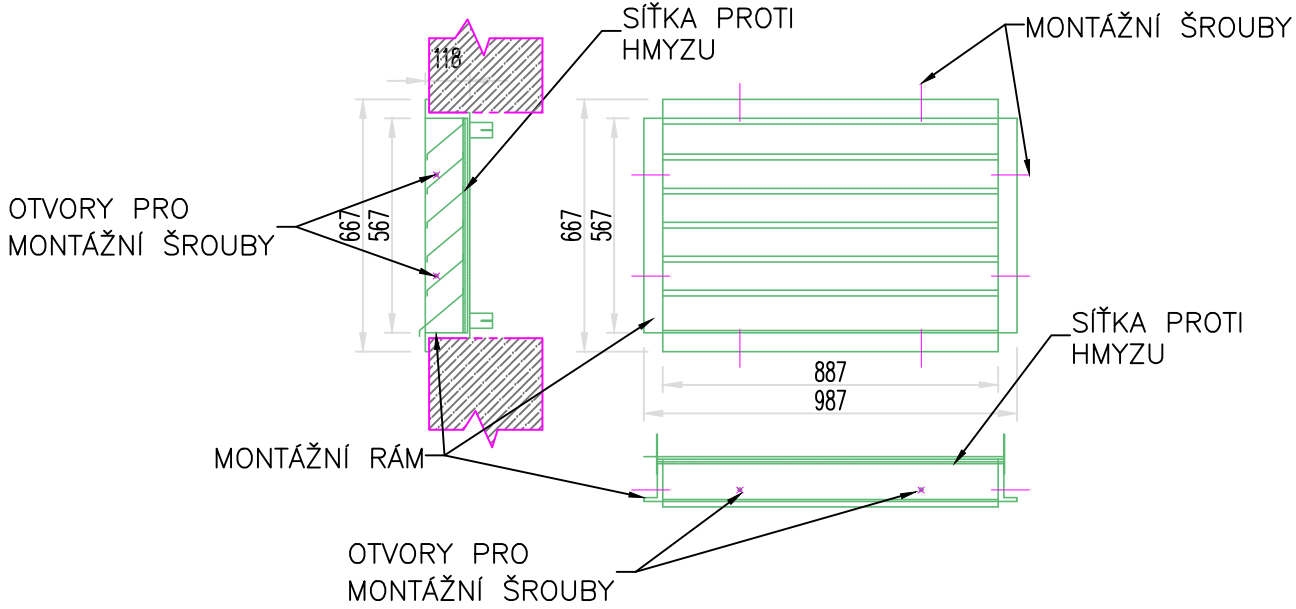 SÍŤKA PROTI
HMYZU
MONTÁŽNÍ ŠROUBY
118
OTVORY PRO
MONTÁŽNÍ ŠROUBY
667
567
667
567
SÍŤKA PROTI
HMYZU
887
987
MONTÁŽNÍ RÁM
OTVORY PRO
MONTÁŽNÍ ŠROUBY